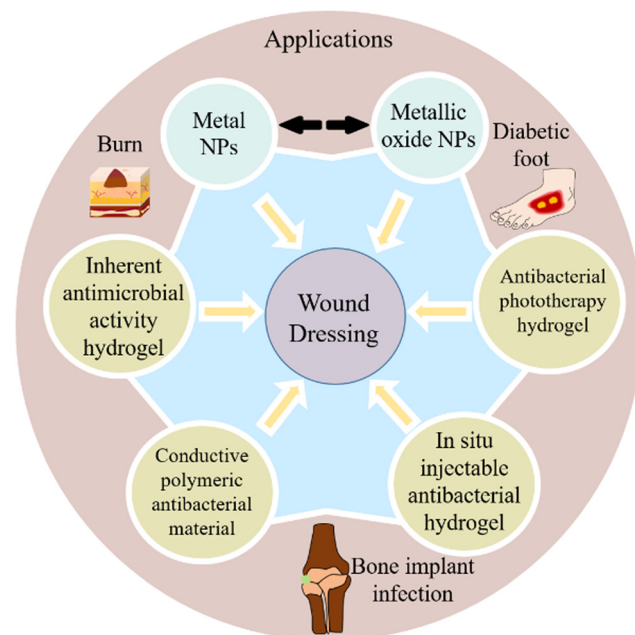 Applications
Metal
NPs
Metallic
oxide NPs
Burn
Diabetic
foot
Inherent
antimicrobial
activity hydrogel
Wound
Dressing
Antibacterial
phototherapy
hydrogel
Conductive
polymeric
antibacterial
material
In situ
injectable
antibacterial
hydrogel
Bone implant
infection